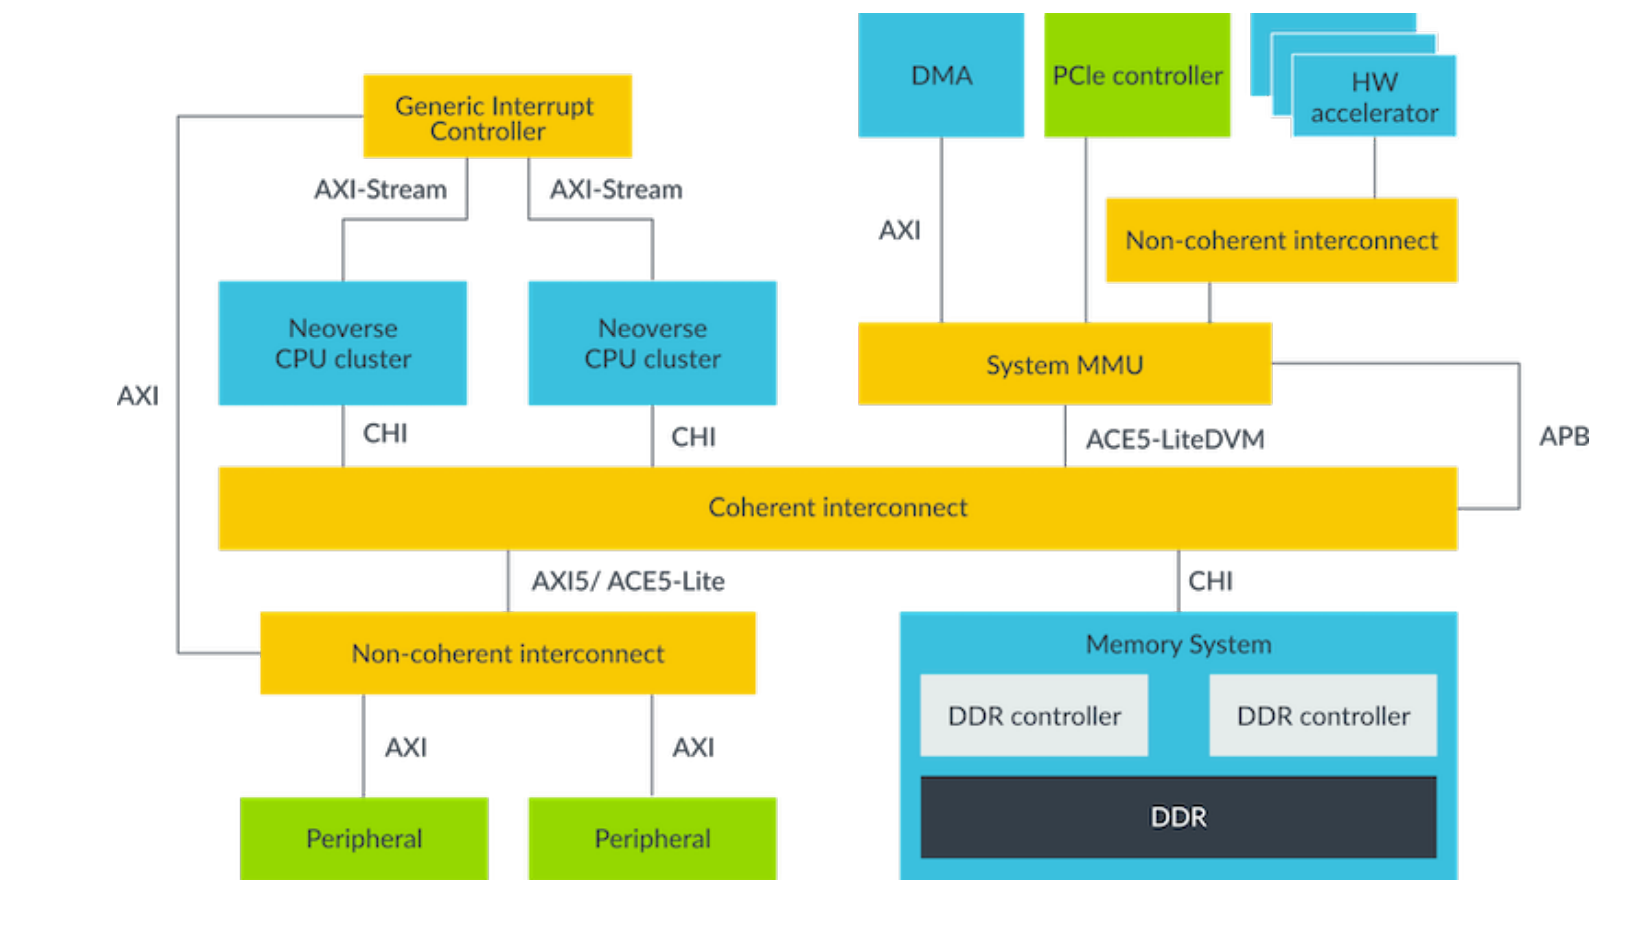 DMA
PCIe controller
HW
accelerator
Generic Interrupt
Controller
AXI-Stream
AXI-Stream
AXI
Non-coherent interconnect
Neoverse
CPU cluster
Neoverse
CPU cluster
System MMU
AXI
CHI
CHI
ACE5-LiteDVM
APB
Coherent interconnect
AXI5/ ACE5-Lite
CHI
Non-coherent interconnect
Memory System
DDR controller
DDR controller
AXI
AXI
DDR
Peripheral
Peripheral